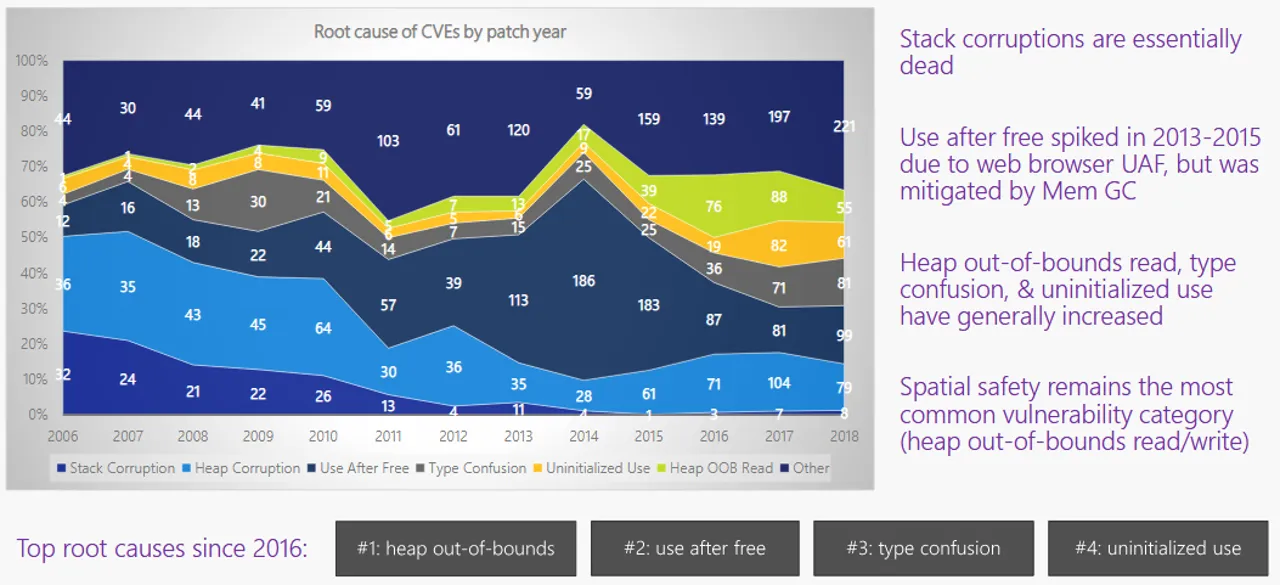 Root cause of CVEs by patch year
100%
90%
80%
70%
60%
50%
40%
30%
20%
10%
0%
44 30 44 41 59 103 61 120 59 159 139 197 221
1 1 2 4 9 5 7 13 17 39 76 88 55
6 4 8 8 11 6 5 6 9 22 19 82 61
4 4 13 30 21 14 7 15 25 25 36 71 81
12 16 18 22 44 57 39 113 186 183 87 81 99
36 35 43 45 64 30 36 35 28 61 71 104 79
32 24 21 22 26 13 4 11 4 1 3 7 8
2006 2007 2008 2009 2010 2011 2012 2013 2014 2015 2016 2017 2018
Stack Corruption Heap Corruption Use After Free Type Confusion Uninitialized Use Heap OOB Read Other
Stack corruptions are essentially
dead
Use after free spiked in 2013-2015
due to web browser UAF, but was
mitigated by Mem GC
Heap out-of-bounds read, type
confusion, & uninitialized use
have generally increased
Spatial safety remains the most
common vulnerability category
(heap out-of-bounds read/write)
Top root causes since 2016:
#1: heap out-of-bounds
#2: use after free
#3: type confusion
#4: uninitialized use